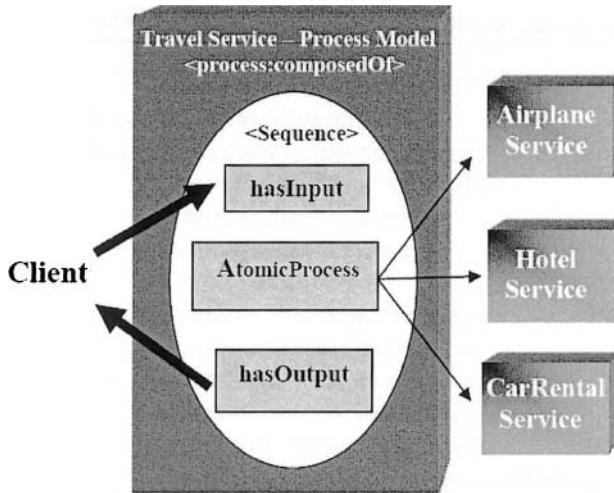 Travel Service – Process Model
<process:composedOf>
<Sequence>
hasInput
AtomicProcess
hasOutput
Client
Airplane
Service
Hotel
Service
CarRental
Service